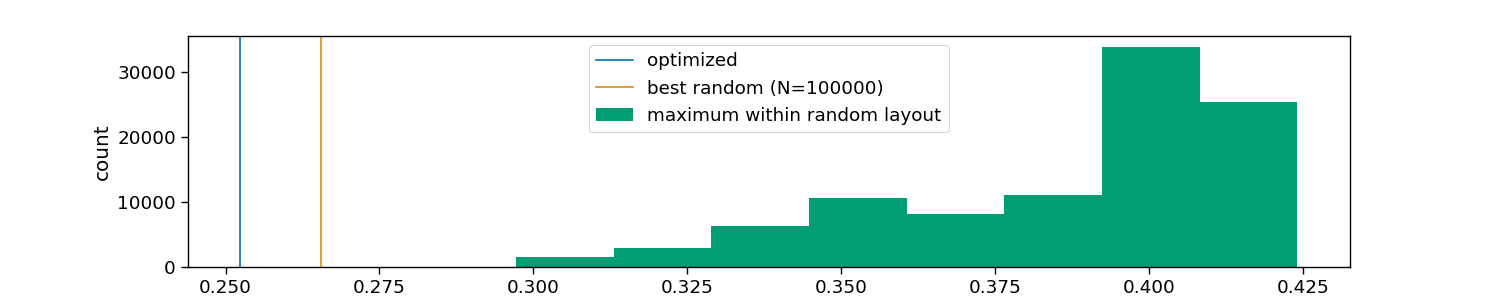 optimized
best random (N=100000)
maximum within random layout
count
30000
20000
10000
0
0.250 0.275 0.300 0.325 0.350 0.375 0.400 0.425